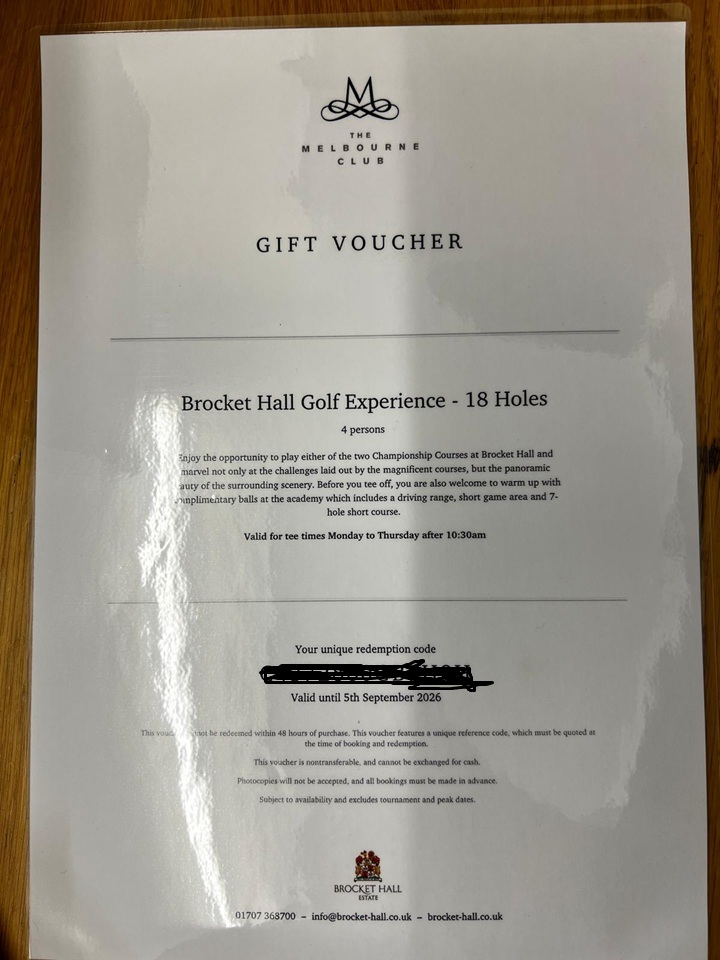 M
THE
MELBOURNE
CLUB
GIFT VOUCHER
Brocket Hall Golf Experience - 18 Holes
4 persons
Enjoy the opportunity to play either of the two Championship Courses at Brocket Hall and
marvel not only at the challenges laid out by the magnificent courses, but the panoramic
auty of the surrounding scenery. Before you tee off, you are also welcome to warm up with
mplimentary balls at the academy which includes a driving range, short game area and 7-
hole short course.
Valid for tee times Monday to Thursday after 10:30am
Your unique redemption code
Valid until 5th September 2026
This be redeemed within 48 hours of purchase. This voucher features a unique reference code, which must be quoted at
the time of booking and redemption.
This voucher is nontransferable, and cannot be exchanged for cash.
Photocopies will not be accepted, and all bookings must be made in advance.
Subject to availability and excludes tournament and peak dates.
BROCKET HALL
ESTATE
01707 368700 – info@brocket-hall.co.uk – brocket-hall.co.uk